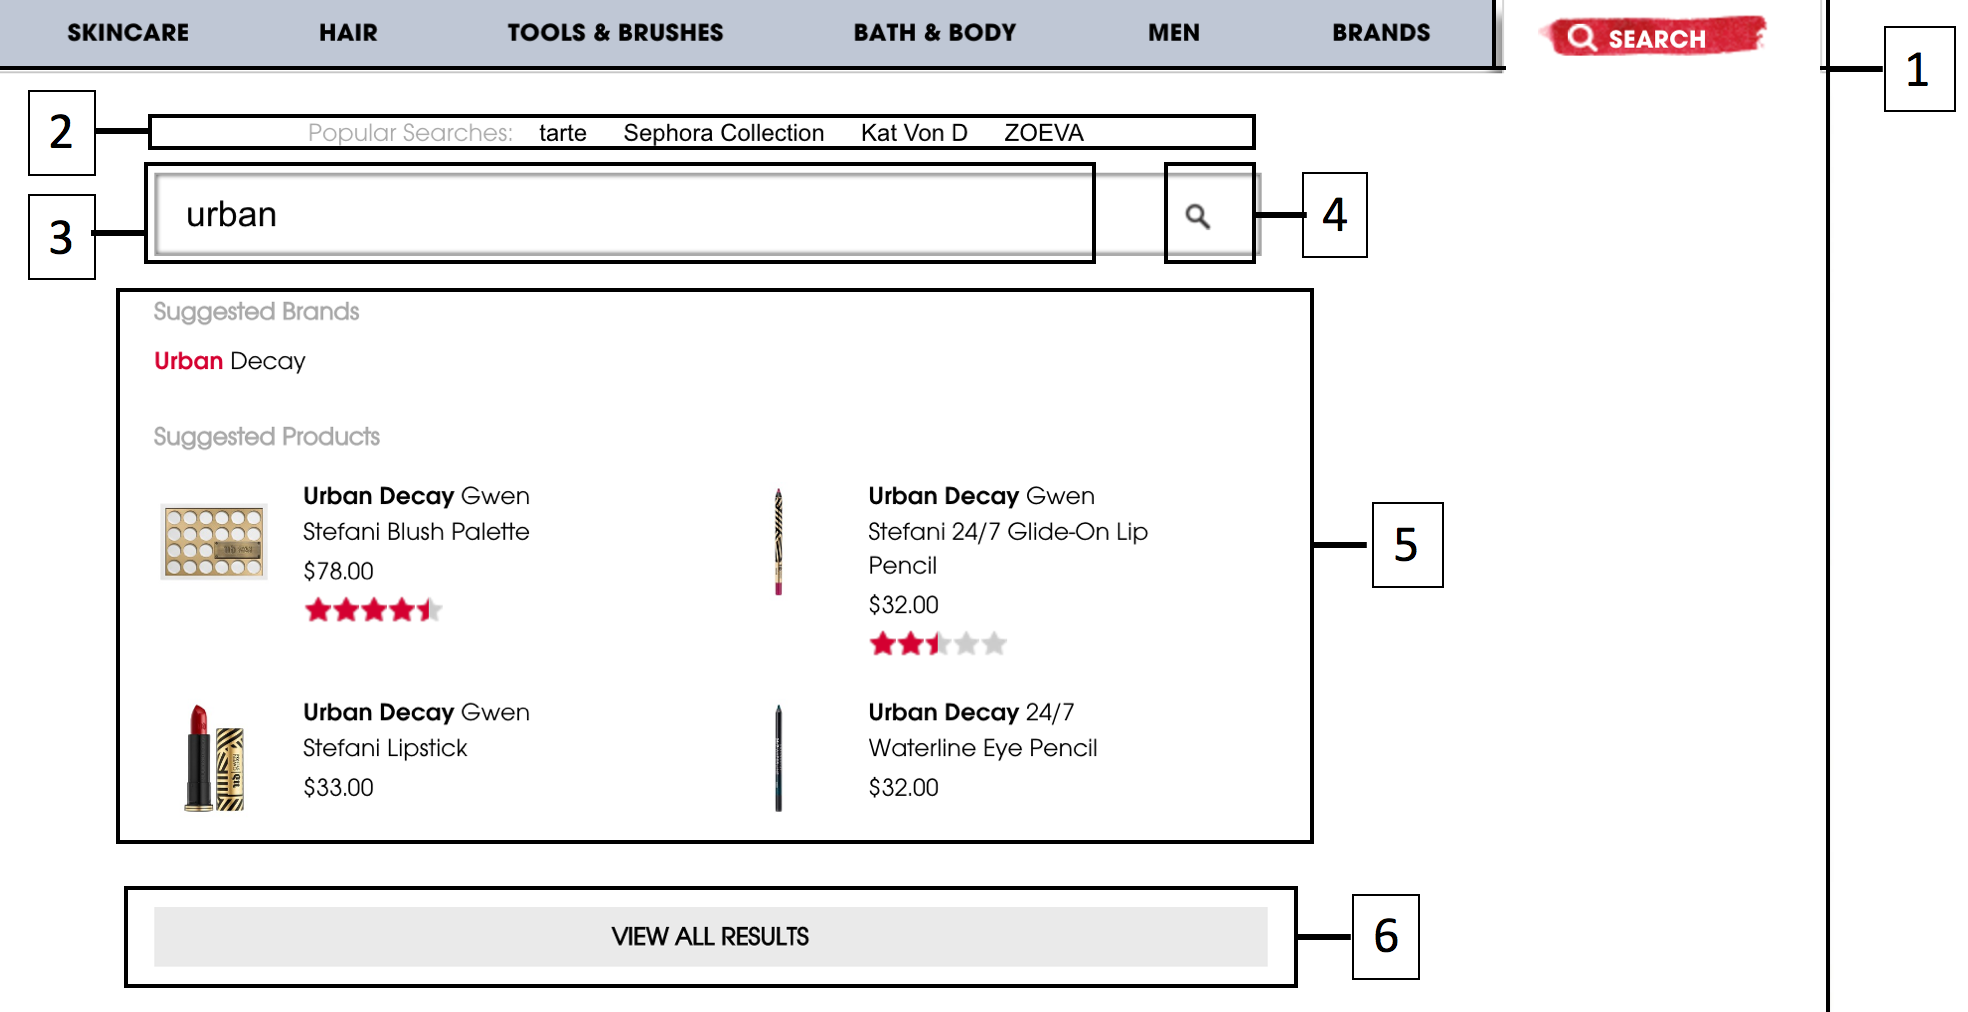 SKINCARE HAIR TOOLS & BRUSHES BATH & BODY MEN BRANDS SEARCH
1
2
Popular Searches: tarte Sephora Collection Kat Von D ZOEVA
3
urban
4
Suggested Brands
Urban Decay
Suggested Products
Urban Decay Gwen
Stefani Blush Palette
$78.00
Urban Decay Gwen
Stefani 24/7 Glide-On Lip
Pencil
$32.00
5
Urban Decay Gwen
Stefani Lipstick
$33.00
Urban Decay 24/7
Waterline Eye Pencil
$32.00
VIEW ALL RESULTS
6